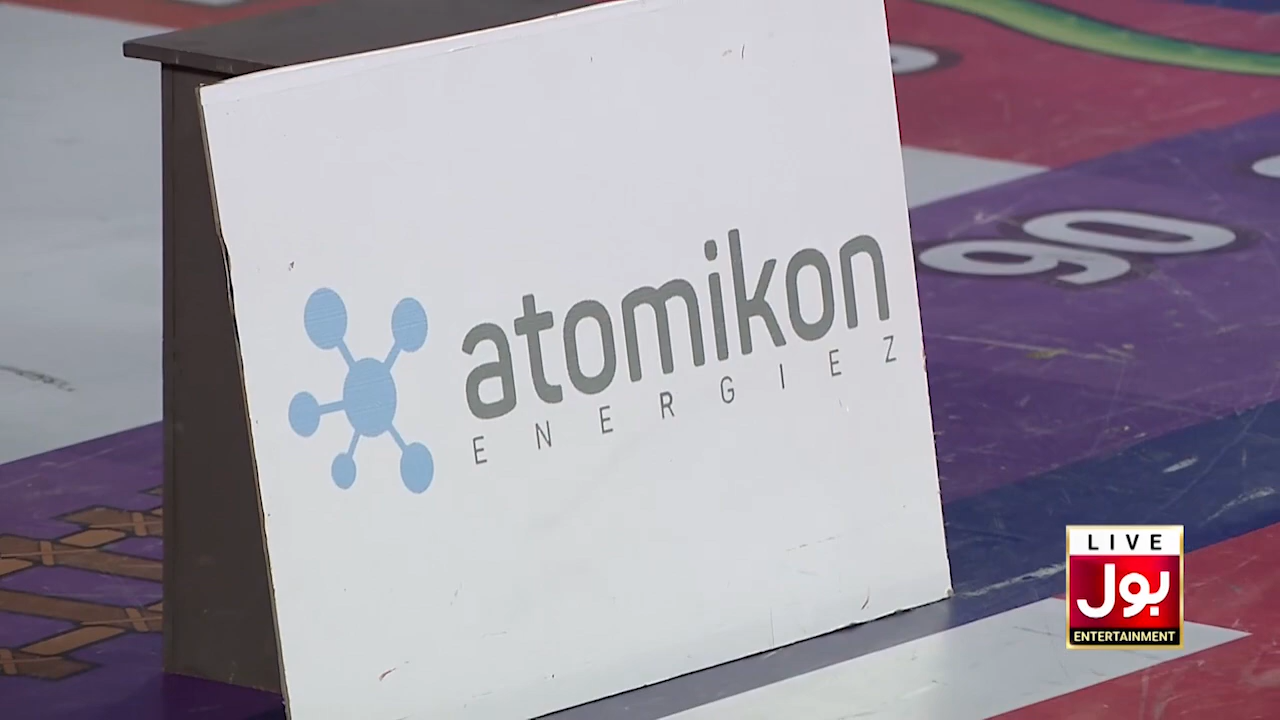 atomikon
ENERGIEZ
90
LIVE
بول
ENTERTAINMENT